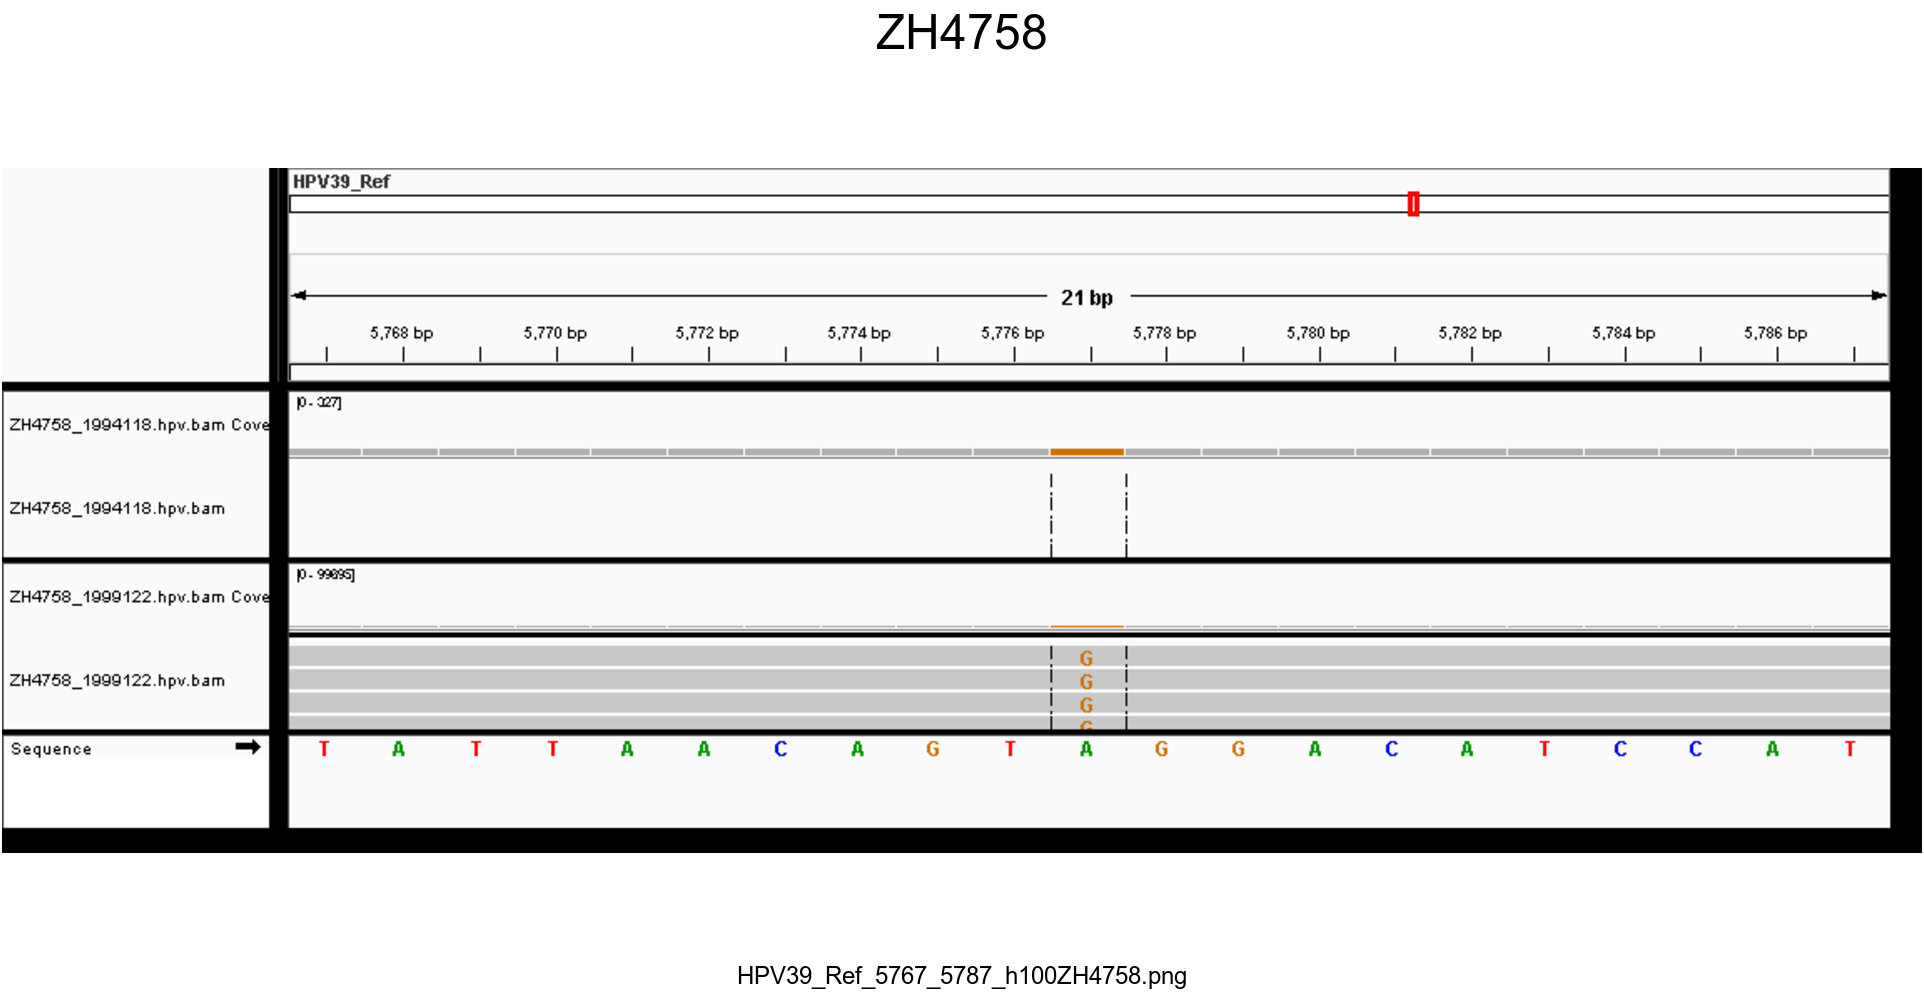 ZH4758
HPV39_Ref
21 bp
5,768 bp 5,770 bp 5,772 bp 5,774 bp 5,776 bp 5,778 bp 5,780 bp 5,782 bp 5,784 bp 5,786 bp
[0 - 327]
ZH4758_1994118.hpv.bam Cove
ZH4758_1994118.hpv.bam
[0 - 99695]
ZH4758_1999122.hpv.bam Cove
G
G
ZH4758_1999122.hpv.bam
G
G
Sequence T A T T A A C A G T A G G A C A T C C A T
HPV39_Ref_5767_5787_h100ZH4758.png